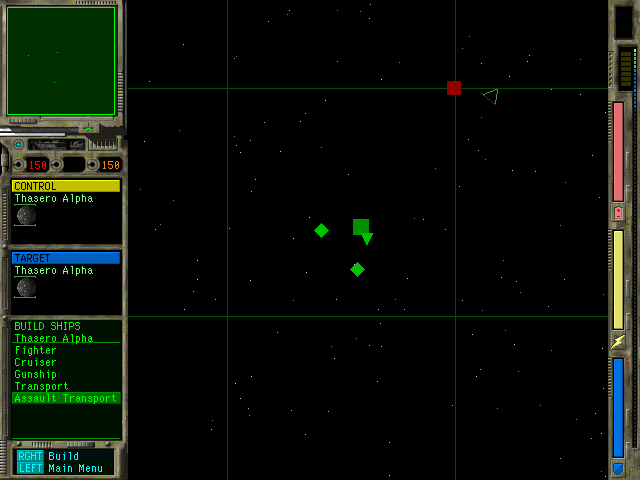 150 150
CONTROL
Thasero Alpha
TARGET
Thasero Alpha
BUILD SHIPS
Thasero Alpha
Fighter
Cruiser
Gunship
Transport
Assault Transport
RGHT Build
LEFT Main Menu